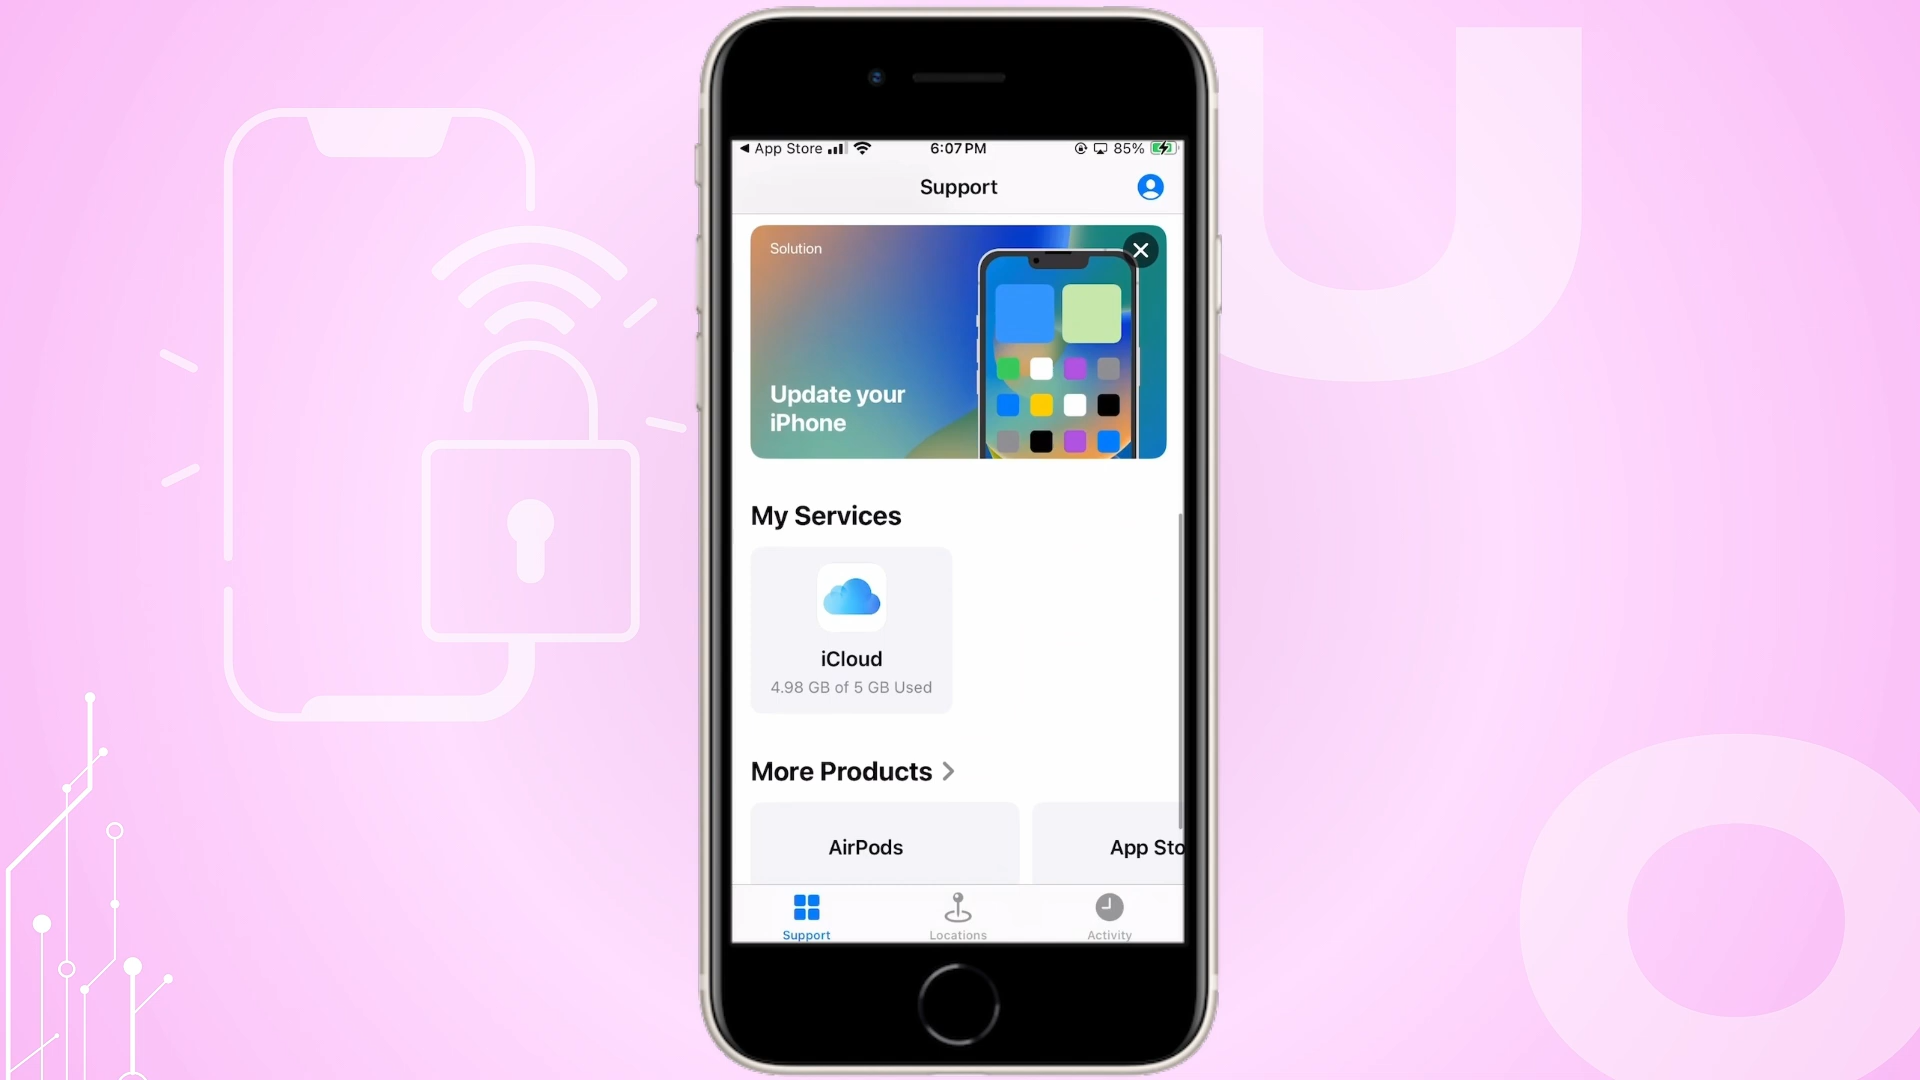 App Store
6:07 PM
85%
Support
Solution
Update your
iPhone
My Services
iCloud
4.98 GB of 5 GB Used
More Products
AirPods
App Sto
Support
Locations
Activity